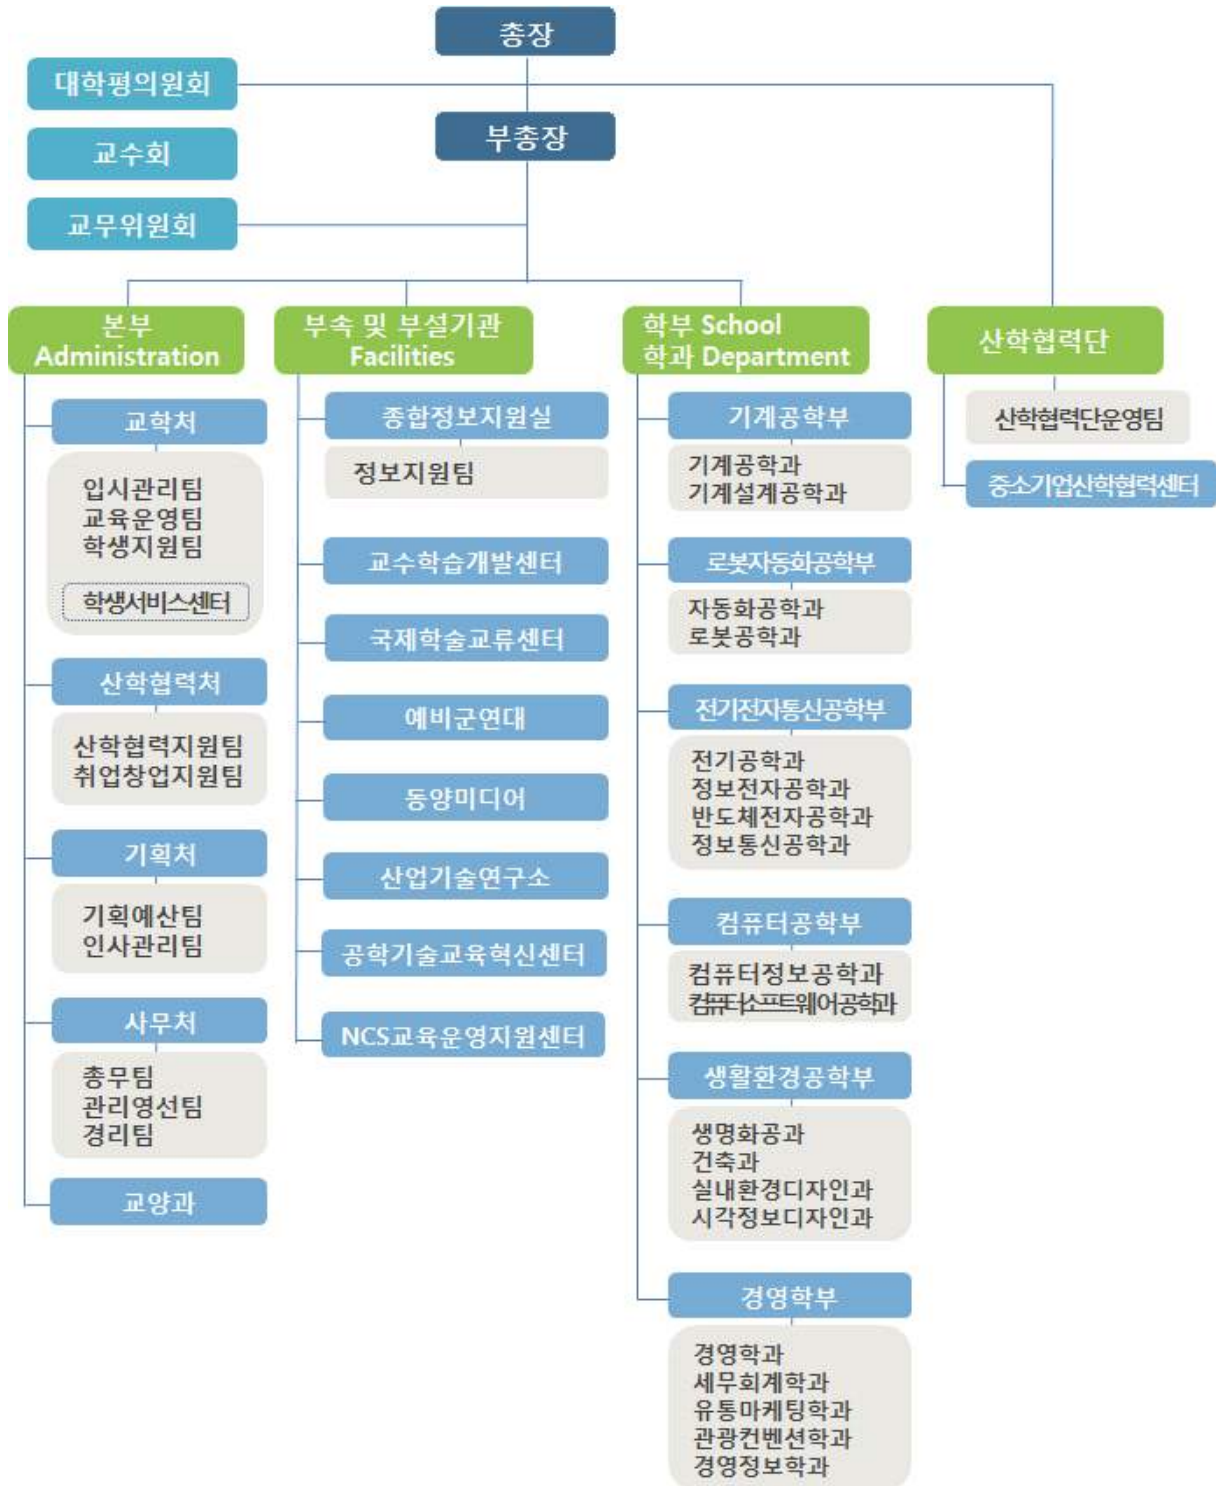 총장
대학평의원회
부총장
교수회
교무위원회
본부
Administration
교학처
입시관리팀
교육운영팀
학생지원팀
학생서비스센터
산학협력처
산학협력지원팀
취업창업지원팀
기획처
기획예산팀
인사관리팀
사무처
총무팀
관리영선팀
경리팀
교양과
부속 및 부설기관
Facilities
종합정보지원실
정보지원팀
교수학습개발센터
국제학술교류센터
예비군연대
동양미디어
산업기술연구소
공학기술교육혁신센터
NCS교육운영지원센터
학부 School
학과 Department
기계공학부
기계공학과
기계설계공학과
로봇자동화공학부
자동화공학과
로봇공학과
전기전자통신공학부
전기공학과
정보전자공학과
반도체전자공학과
정보통신공학과
컴퓨터공학부
컴퓨터정보공학과
컴퓨터소프트웨어공학과
생활환경공학부
생명화공과
건축과
실내환경디자인과
시각정보디자인과
경영학부
경영학과
세무회계학과
유통마케팅학과
관광컨벤션학과
경영정보학과
산학협력단
산학협력단운영팀
중소기업산학협력센터